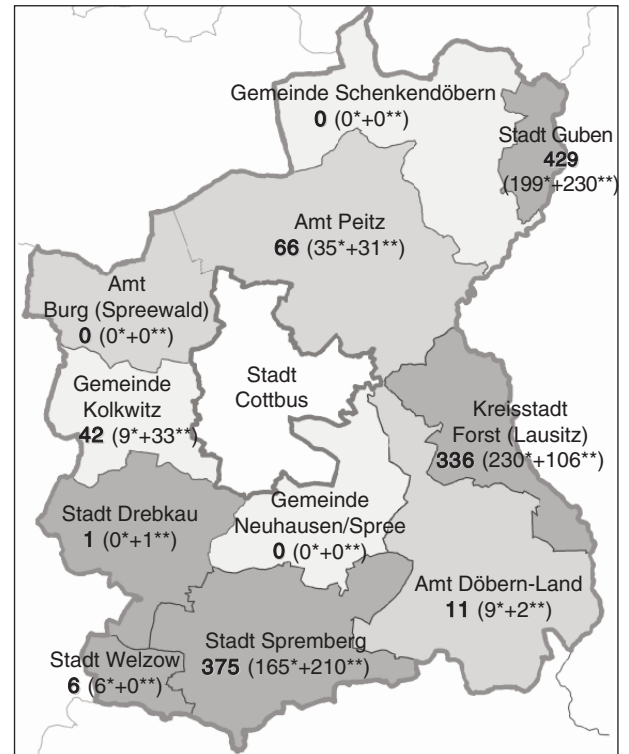 Gemeinde Schenkendöbern
0 (0*+0**)
Stadt Guben
429
(199*+230**)
Amt Peitz
66 (35*+31**)
Amt
Burg (Spreewald)
0 (0*+0**)
Stadt
Cottbus
Gemeinde
Kolkwitz
42 (9*+33**)
Kreisstadt
Forst (Lausitz)
336 (230*+106**)
Stadt Drebkau
1 (0*+1**)
Gemeinde
Neuhausen/Spree
0 (0*+0**)
Amt Döbern-Land
11 (9*+2**)
Stadt Spremberg
375 (165*+210**)
Stadt Welzow
6 (6*+0**)